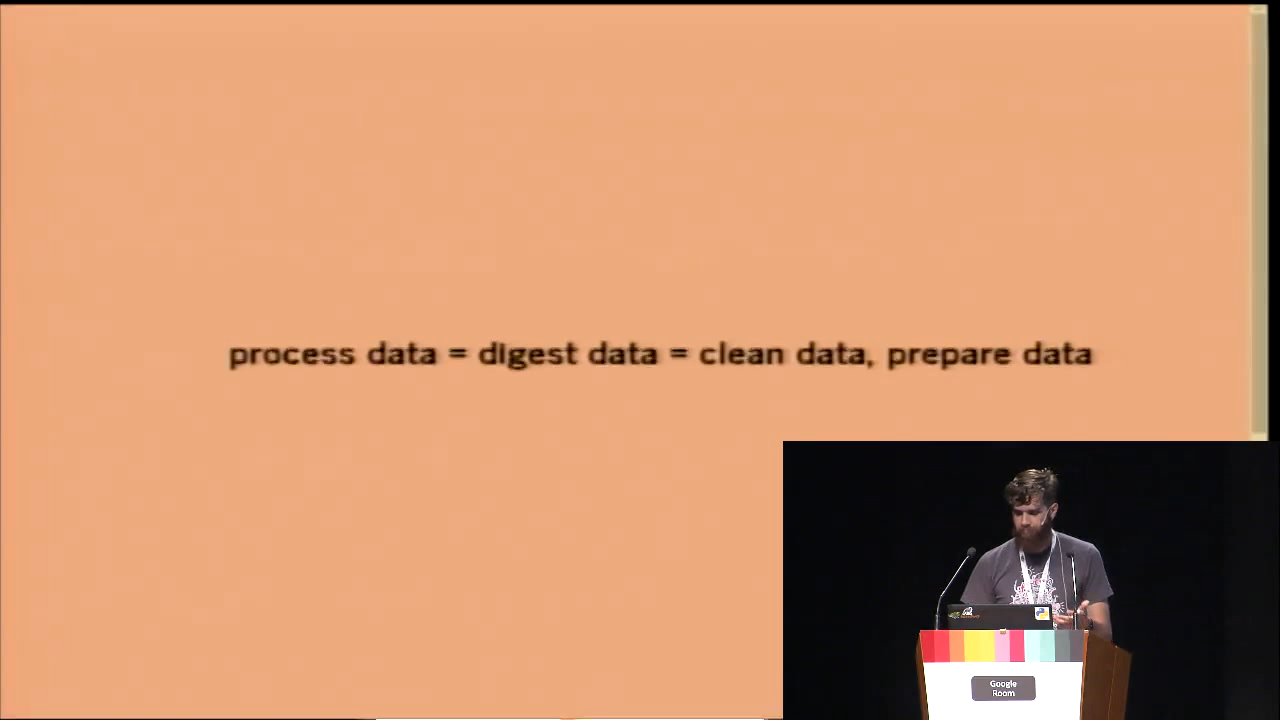 process data = digest data = clean data, prepare data
Google
Room